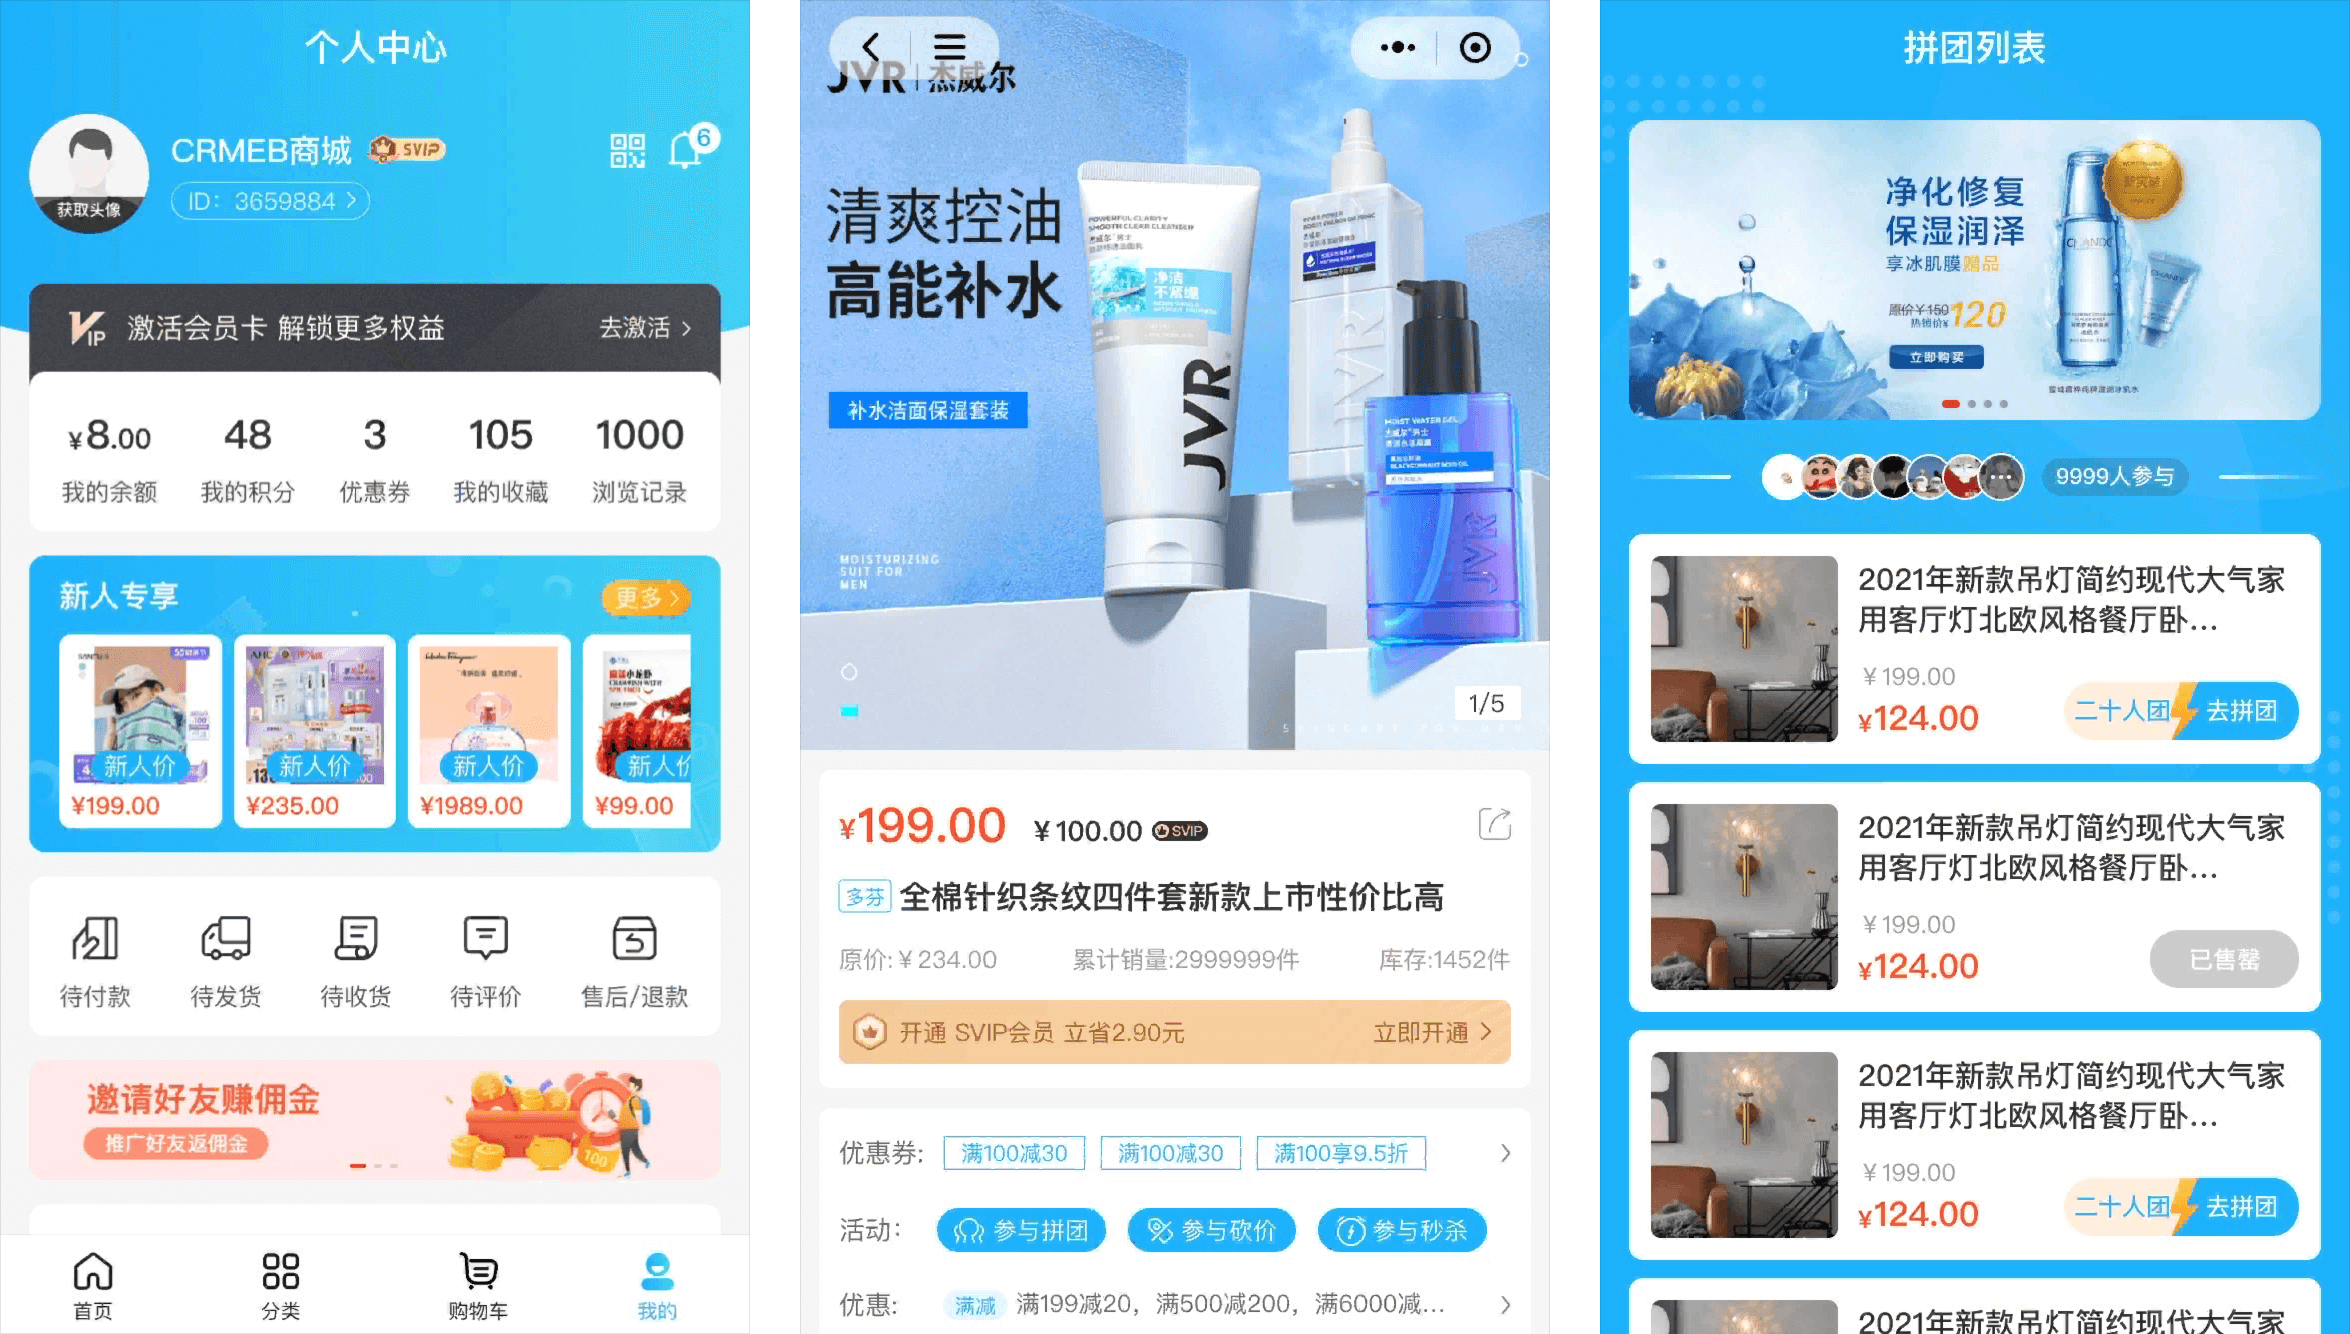 个人中心
CRMEB商城
SVIP
6
获取头像
ID: 3659884
VIP 激活会员卡 解锁更多权益
去激活
¥8.00
48
3
105
1000
我的余额
我的积分
优惠券
我的收藏
浏览记录
新人专享
更多
新人价
新人价
新人价
新人价
¥199.00
¥235.00
¥1989.00
¥99.00
待付款
待发货
待收货
待评价
售后/退款
邀请好友赚佣金
推广好友返佣金
首页
分类
购物车
我的
JVR 杰威尔
清爽控油
高能补水
补水洁面保湿套装
MOISTURIZING
SUIT FOR
MEN
POWERFUL CLARITY
SMOOTH CLEAR CLEANSER
净洁
不紧绷
JVR
JVR
MOIST WATER GEL
JVR
1/5
¥199.00
¥100.00
SVIP
多芬 全棉针织条纹四件套新款上市性价比高
原价:¥234.00
累计销量:2999999件
库存:1452件
开通 SVIP会员 立省2.90元
立即开通
优惠券:
满100减30
满100减30
满100享9.5折
活动:
参与拼团
参与砍价
参与秒杀
优惠:
满减
满199减20，满500减200，满6000减...
拼团列表
净化修复
保湿润泽
享冰肌膜赠品
原价¥150
120
立即购买
CHANDO
CHANDO
9999人参与
2021年新款吊灯简约现代大气家
用客厅灯北欧风格餐厅卧...
¥199.00
¥124.00
二十人团
去拼团
2021年新款吊灯简约现代大气家
用客厅灯北欧风格餐厅卧...
¥199.00
¥124.00
已售罄
2021年新款吊灯简约现代大气家
用客厅灯北欧风格餐厅卧...
¥199.00
¥124.00
二十人团
去拼团
2021年新款吊灯简约现代大气家